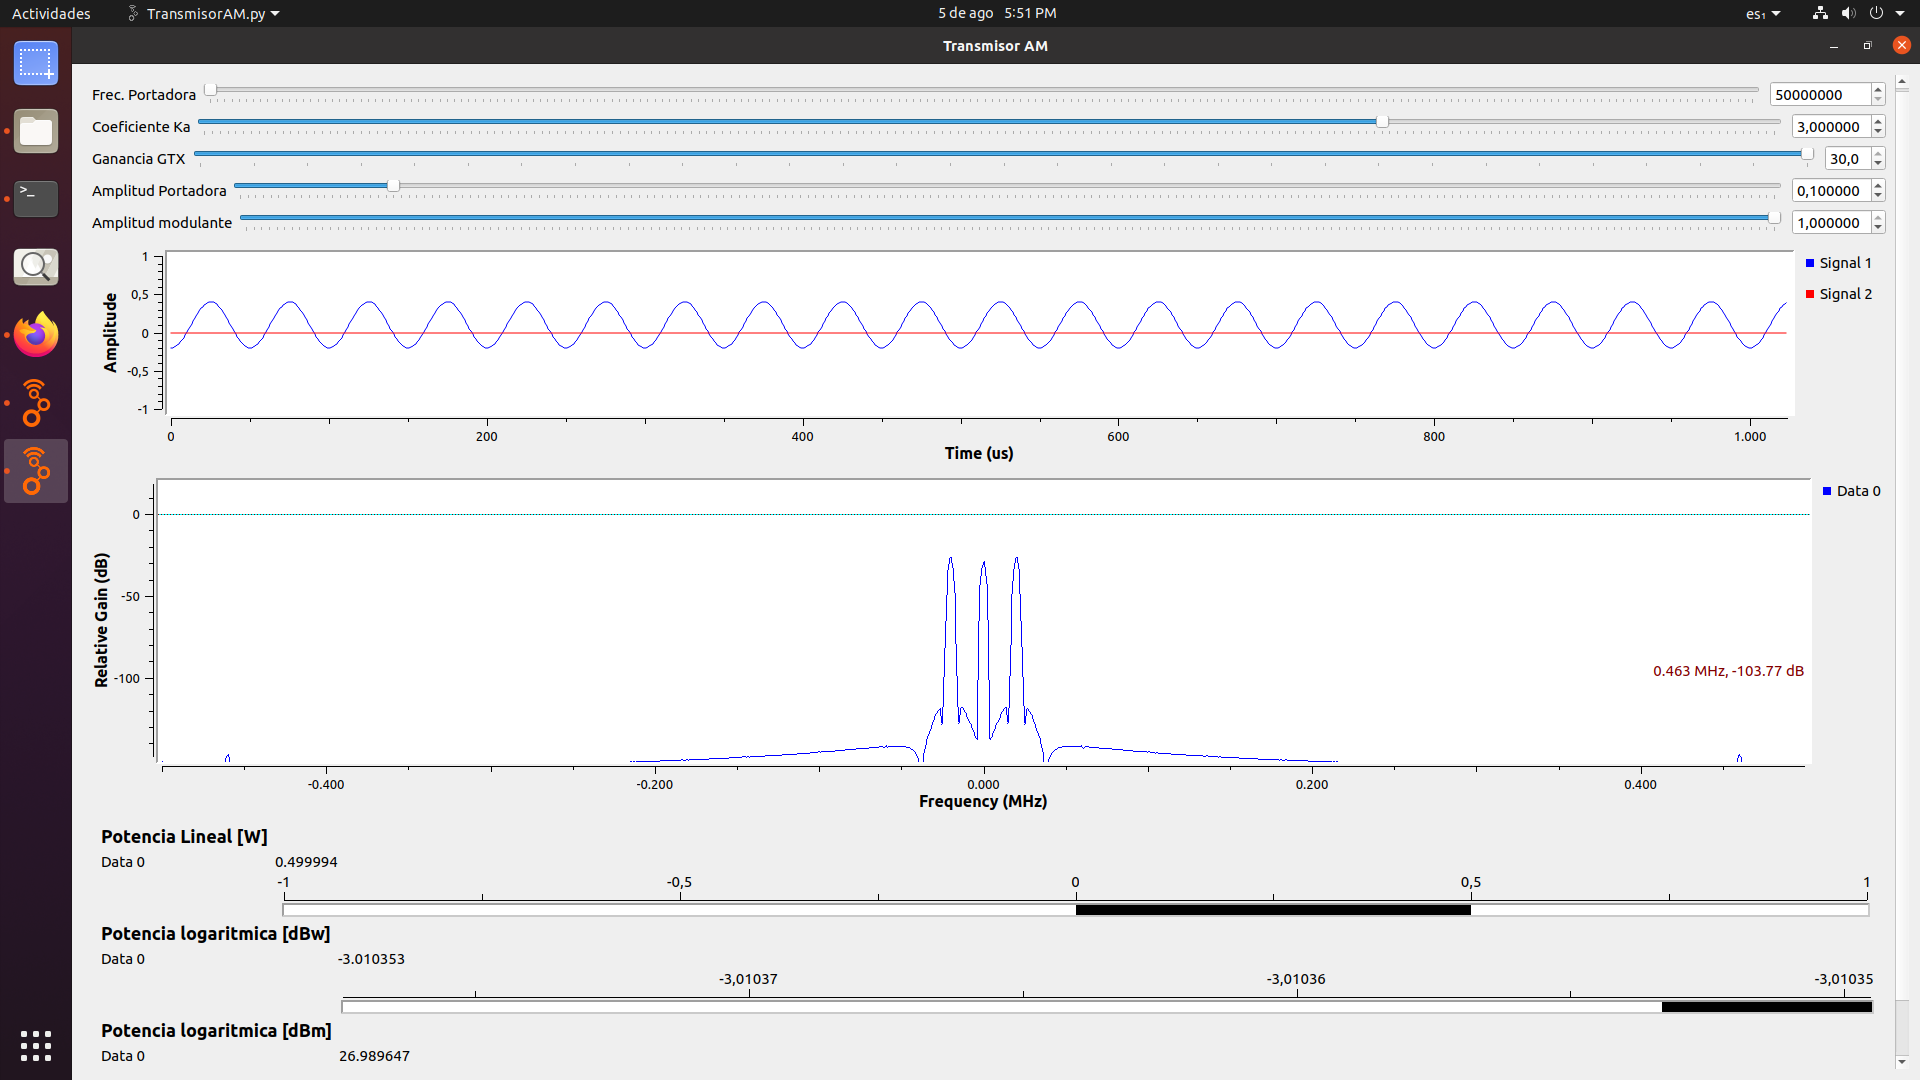 Actividades TransmisorAM.py 5 de ago 5:51 PM es₁
Transmisor AM
Frec. Portadora 50000000
Coeficiente Ka 3,000000
Ganancia GTX 30,0
Amplitud Portadora 0,100000
Amplitud modulante 1,000000
Amplitude
1
0,5
0
-0,5
-1
Signal 1
Signal 2
0 200 400 600 800 1.000
Time (us)
Relative Gain (dB)
0
-50
-100
Data 0
0.463 MHz, -103.77 dB
-0.400 -0.200 0.000 0.200 0.400
Frequency (MHz)
Potencia Lineal [W]
Data 0 0.499994
-1 -0,5 0 0,5 1
Potencia logaritmica [dBw]
Data 0 -3.010353
-3,01037 -3,01036 -3,01035
Potencia logaritmica [dBm]
Data 0 26.989647